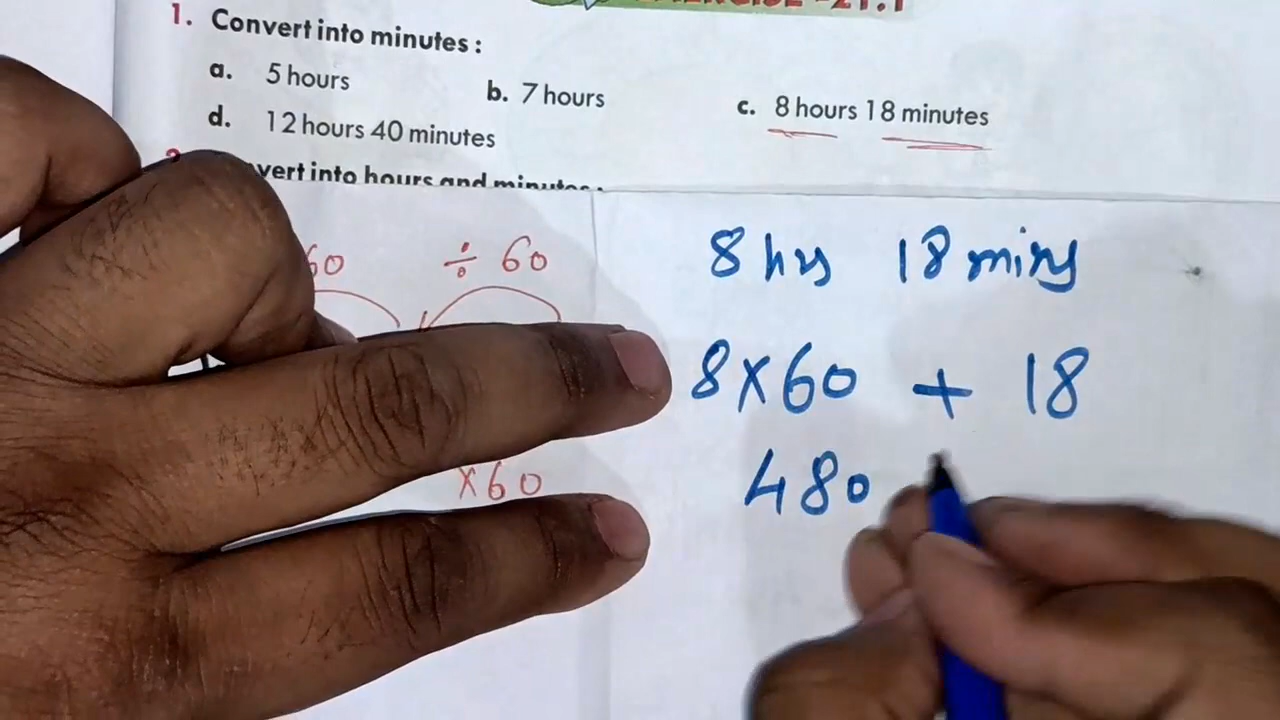 1. Convert into minutes :
a. 5 hours b. 7 hours c. 8 hours 18 minutes
d. 12 hours 40 minutes
vert into hours and minutes :
60 ÷ 60
×60
8 hrs 18 mins
8×60 + 18
480